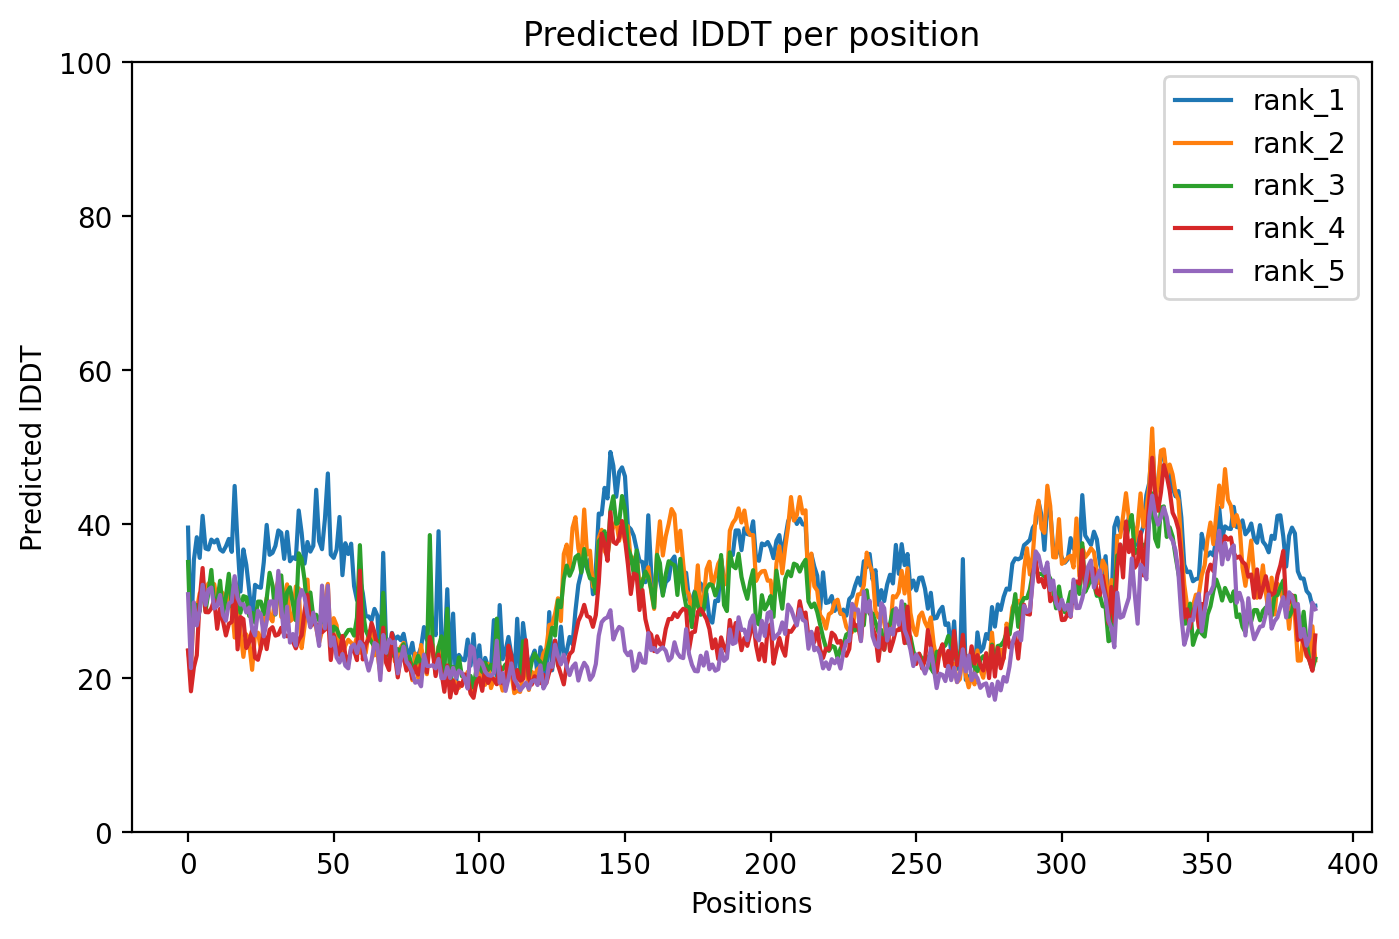 Predicted lDDT per position
100
80
60
40
20
0
Predicted lDDT
0 50 100 150 200 250 300 350 400
Positions
rank_1
rank_2
rank_3
rank_4
rank_5